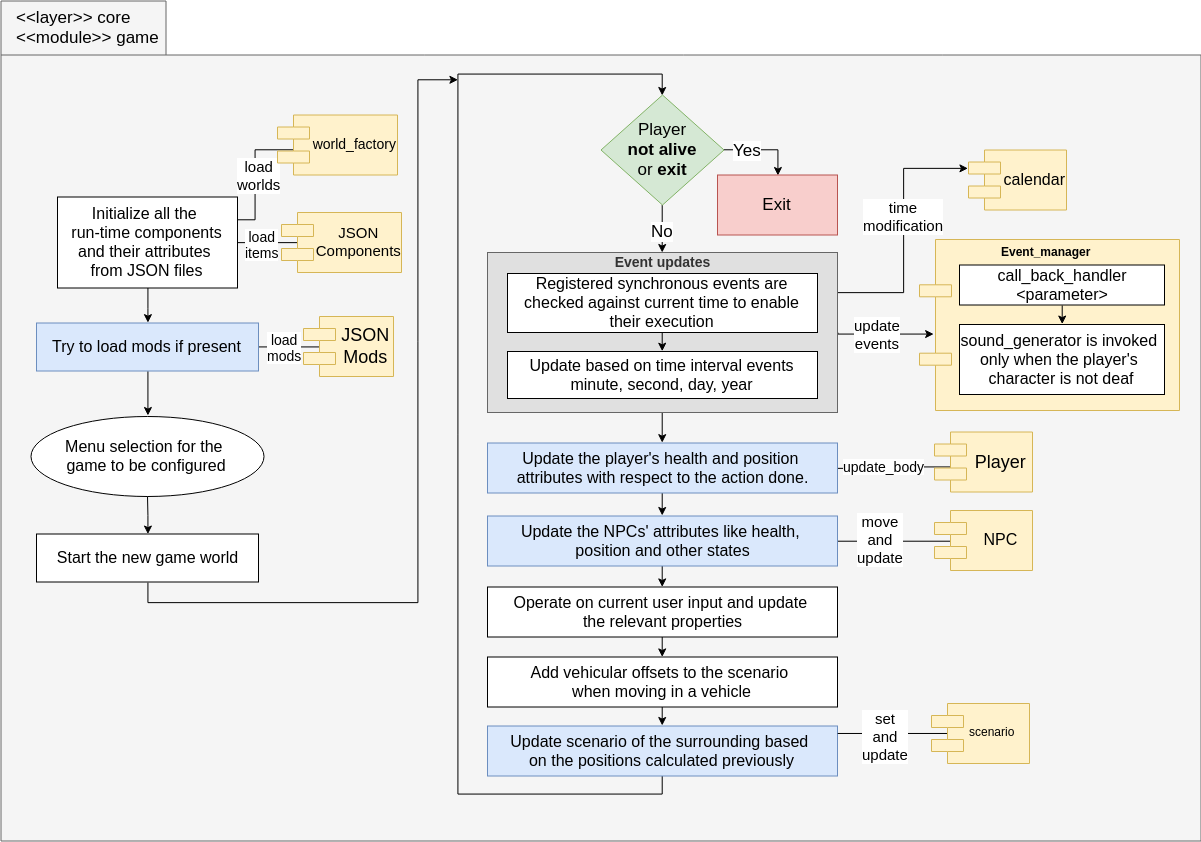 <<layer>> core
<<module>> game
world_factory
load
worlds
Initialize all the
run-time components
and their attributes
from JSON files
load
items
JSON
Components
Try to load mods if present
load
mods
JSON
Mods
Menu selection for the
game to be configured
Start the new game world
Player
not alive
or exit
Yes
Exit
No
Event updates
Registered synchronous events are
checked against current time to enable
their execution
Update based on time interval events
minute, second, day, year
time
modification
calendar
update
events
Event_manager
call_back_handler
<parameter>
sound_generator is invoked
only when the player's
character is not deaf
Update the player's health and position
attributes with respect to the action done.
update_body
Player
Update the NPCs' attributes like health,
position and other states
move
and
update
NPC
Operate on current user input and update
the relevant properties
Add vehicular offsets to the scenario
when moving in a vehicle
Update scenario of the surrounding based
on the positions calculated previously
set
and
update
scenario